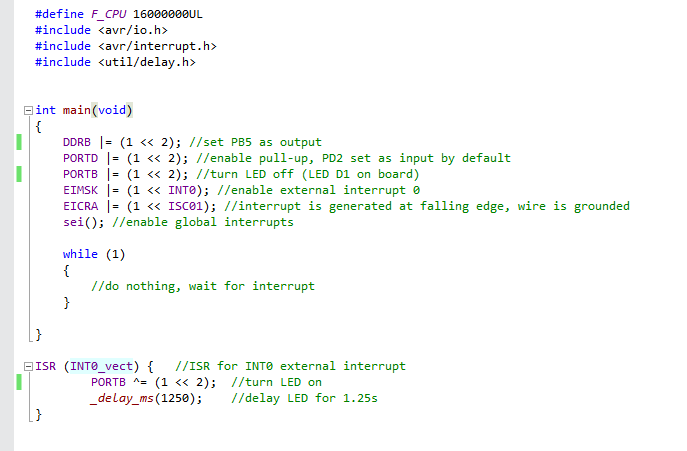 #define F_CPU 16000000UL
#include <avr/io.h>
#include <avr/interrupt.h>
#include <util/delay.h>
int main(void)
{
DDRB |= (1 << 2); //set PB5 as output
PORTD |= (1 << 2); //enable pull-up, PD2 set as input by default
PORTB |= (1 << 2); //turn LED off (LED D1 on board)
EIMSK |= (1 << INT0); //enable external interrupt 0
EICRA |= (1 << ISC01); //interrupt is generated at falling edge, wire is grounded
sei(); //enable global interrupts
while (1)
{
//do nothing, wait for interrupt
}
}
ISR (INT0_vect) { //ISR for INT0 external interrupt
PORTB ^= (1 << 2); //turn LED on
_delay_ms(1250); //delay LED for 1.25s
}